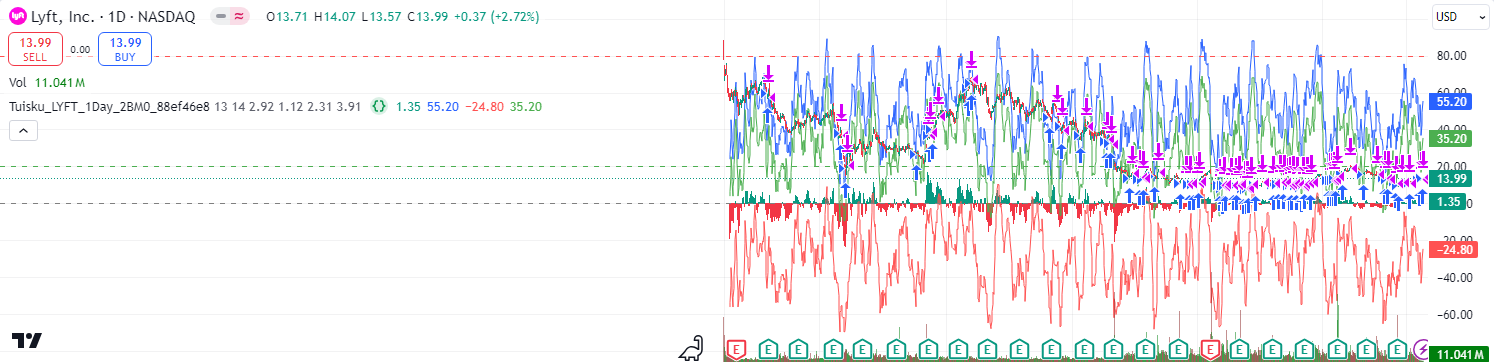 Lyft, Inc. · 1D · NASDAQ O13.71 H14.07 L13.57 C13.99 +0.37 (+2.72%)
USD
13.99
SELL
0.00
13.99
BUY
Vol 11.041 M
Tuisku_LYFT_1Day_2BM0_88ef46e8 13 14 2.92 1.12 2.31 3.91 {} 1.35 55.20 −24.80 35.20
80.00
60.00
55.20
40.00
35.20
20.00
13.99
1.35
−20.00
−24.80
−40.00
−60.00
11.041 M
E E E E E E E E E E E E E E E E E E E E E E